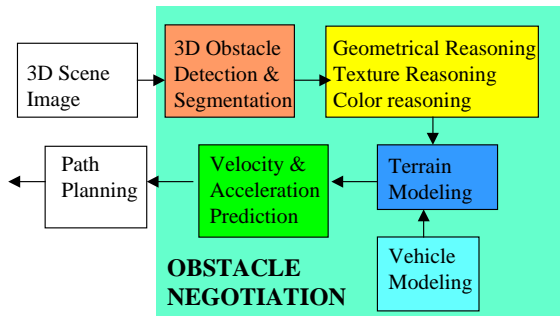 3D Scene
Image
3D Obstacle
Detection &
Segmentation
Geometrical Reasoning
Texture Reasoning
Color reasoning
Path
Planning
Velocity &
Acceleration
Prediction
Terrain
Modeling
OBSTACLE
NEGOTIATION
Vehicle
Modeling